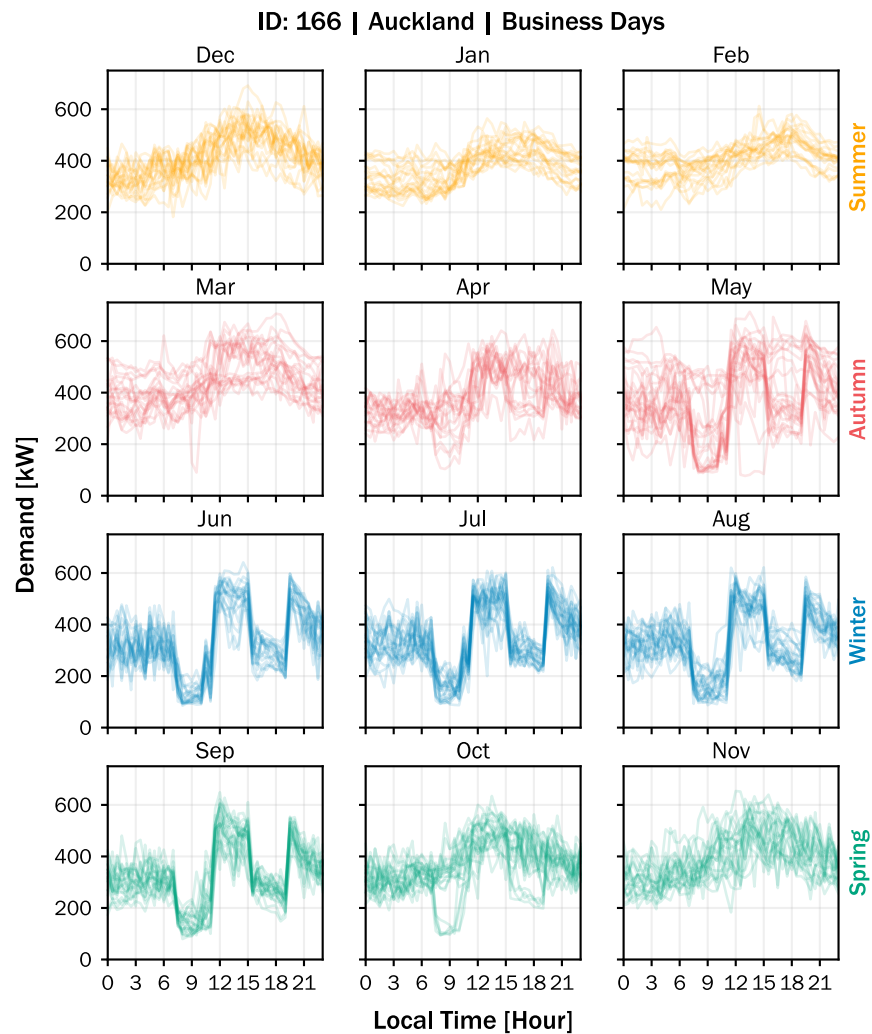 ID: 166 | Auckland | Business Days
Dec Jan Feb
600
400
200
0
Summer
Mar Apr May
600
400
200
0
Autumn
Demand [kW]
Jun Jul Aug
600
400
200
0
Winter
Sep Oct Nov
600
400
200
0
Spring
0 3 6 9 12 15 18 21 0 3 6 9 12 15 18 21 0 3 6 9 12 15 18 21
Local Time [Hour]